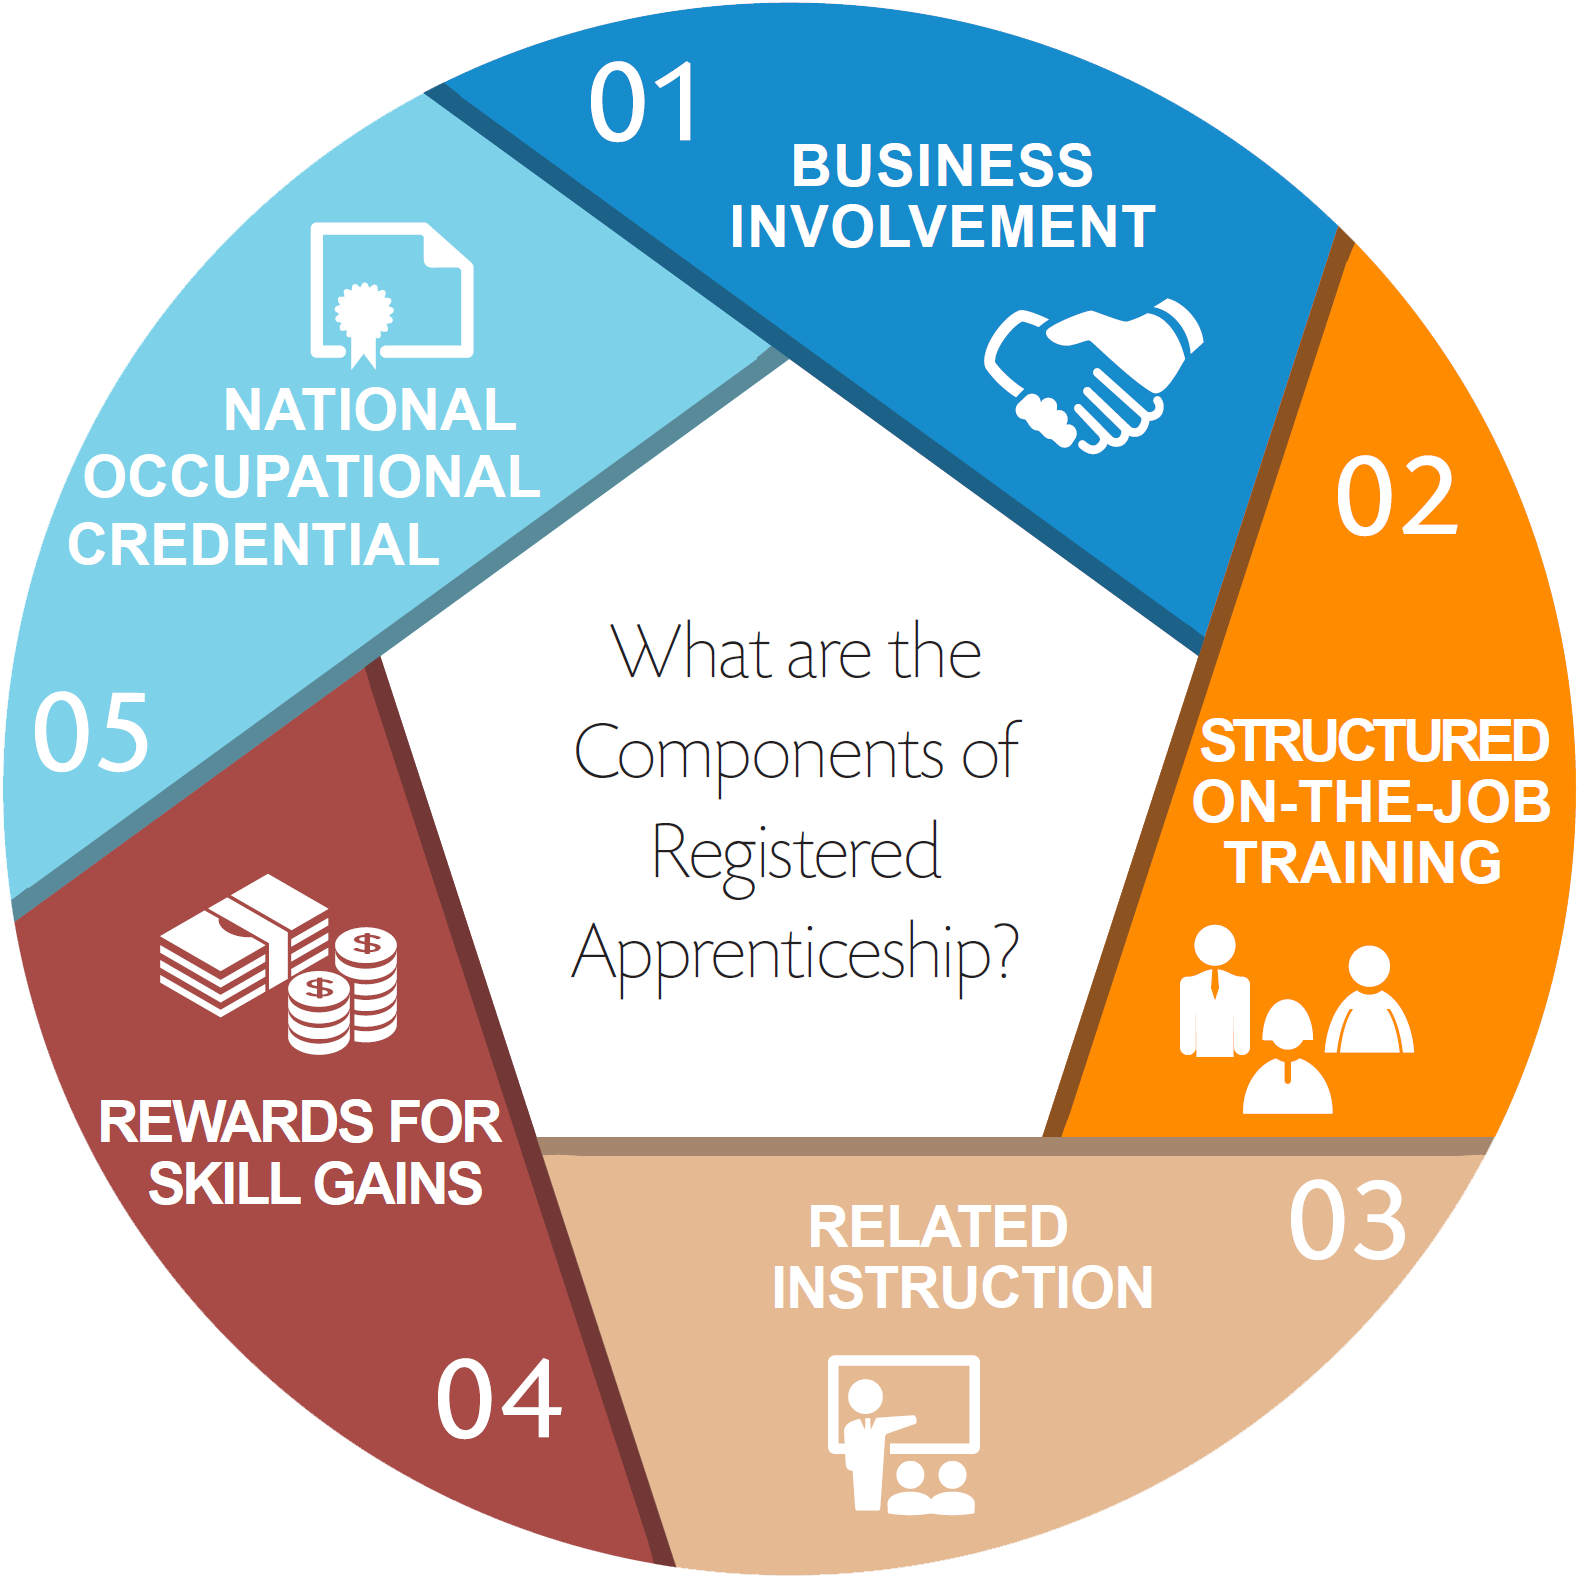 01
BUSINESS
INVOLVEMENT
02
STRUCTURED
ON-THE-JOB
TRAINING
03
RELATED
INSTRUCTION
04
REWARDS FOR
SKILL GAINS
$
$
05
NATIONAL
OCCUPATIONAL
CREDENTIAL
What are the
Components of
Registered
Apprenticeship?